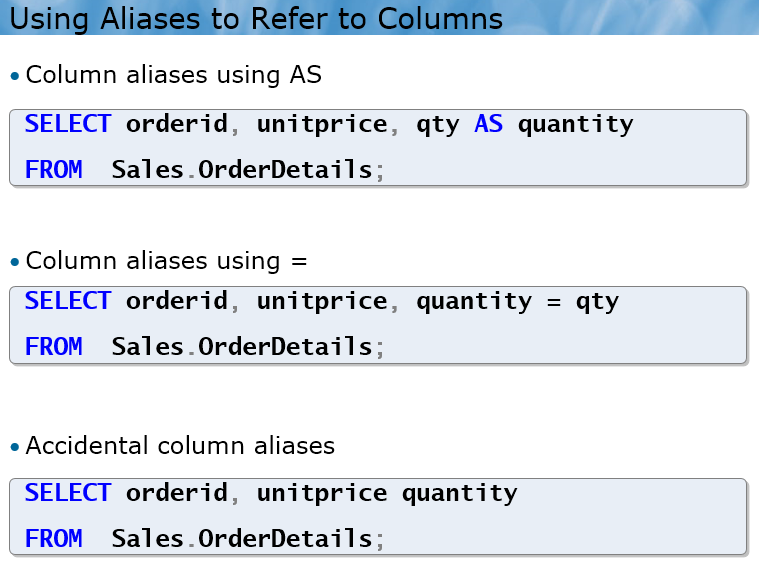 Using Aliases to Refer to Columns
• Column aliases using AS
SELECT orderid, unitprice, qty AS quantity
FROM  Sales.OrderDetails;
• Column aliases using =
SELECT orderid, unitprice, quantity = qty
FROM  Sales.OrderDetails;
• Accidental column aliases
SELECT orderid, unitprice quantity
FROM  Sales.OrderDetails;